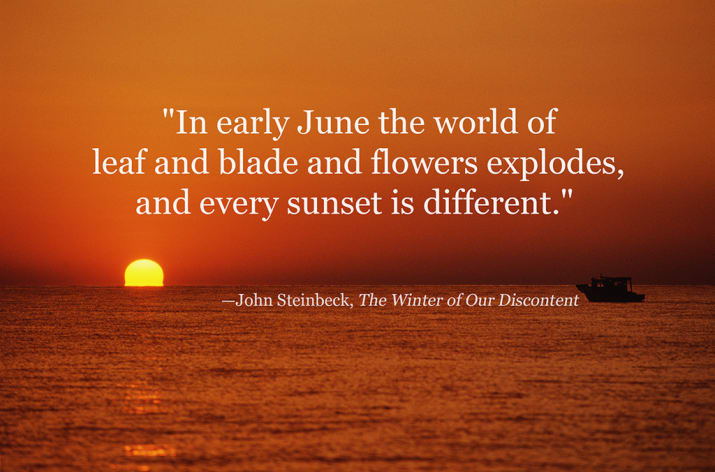 "In early June the world of
leaf and blade and flowers explodes,
and every sunset is different."
—John Steinbeck, The Winter of Our Discontent